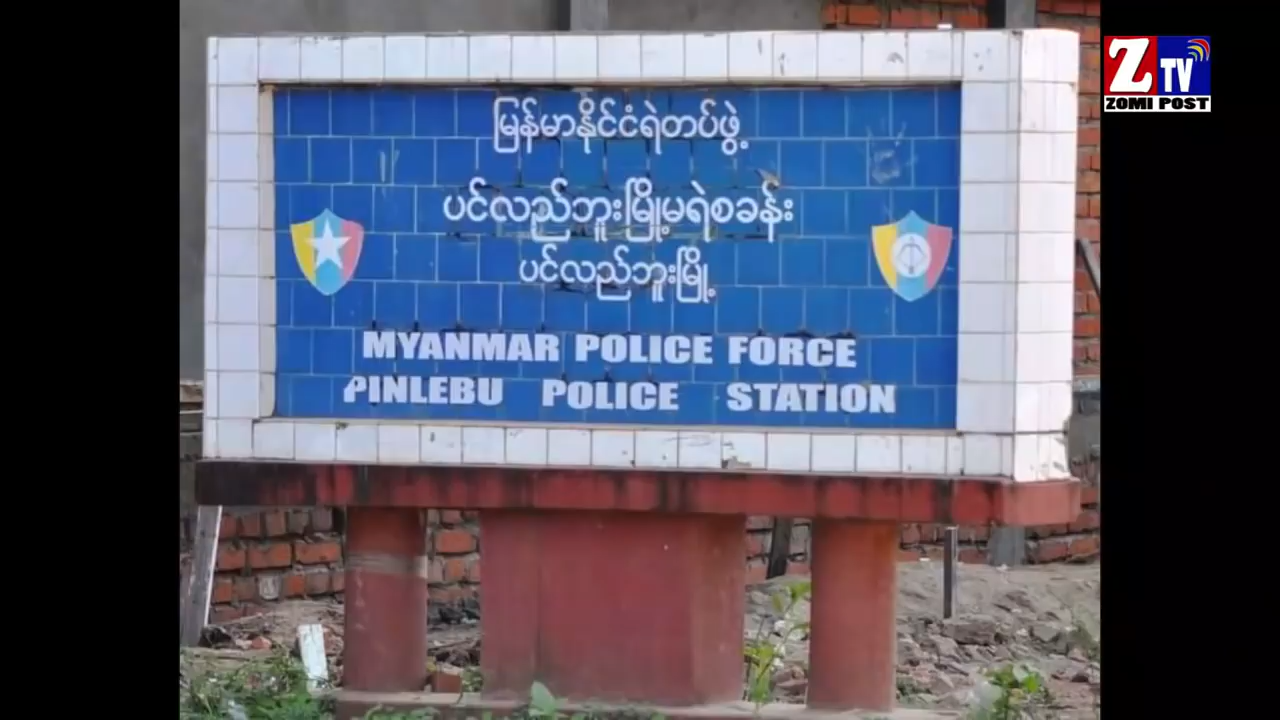 မြန်မာနိုင်ငံရဲတပ်ဖွဲ့
ပင်လည်ဘူးမြို့မရဲစခန်း
ပင်လည်ဘူးမြို့
MYANMAR POLICE FORCE
PINLEBU POLICE STATION
Z TV
ZOMI POST